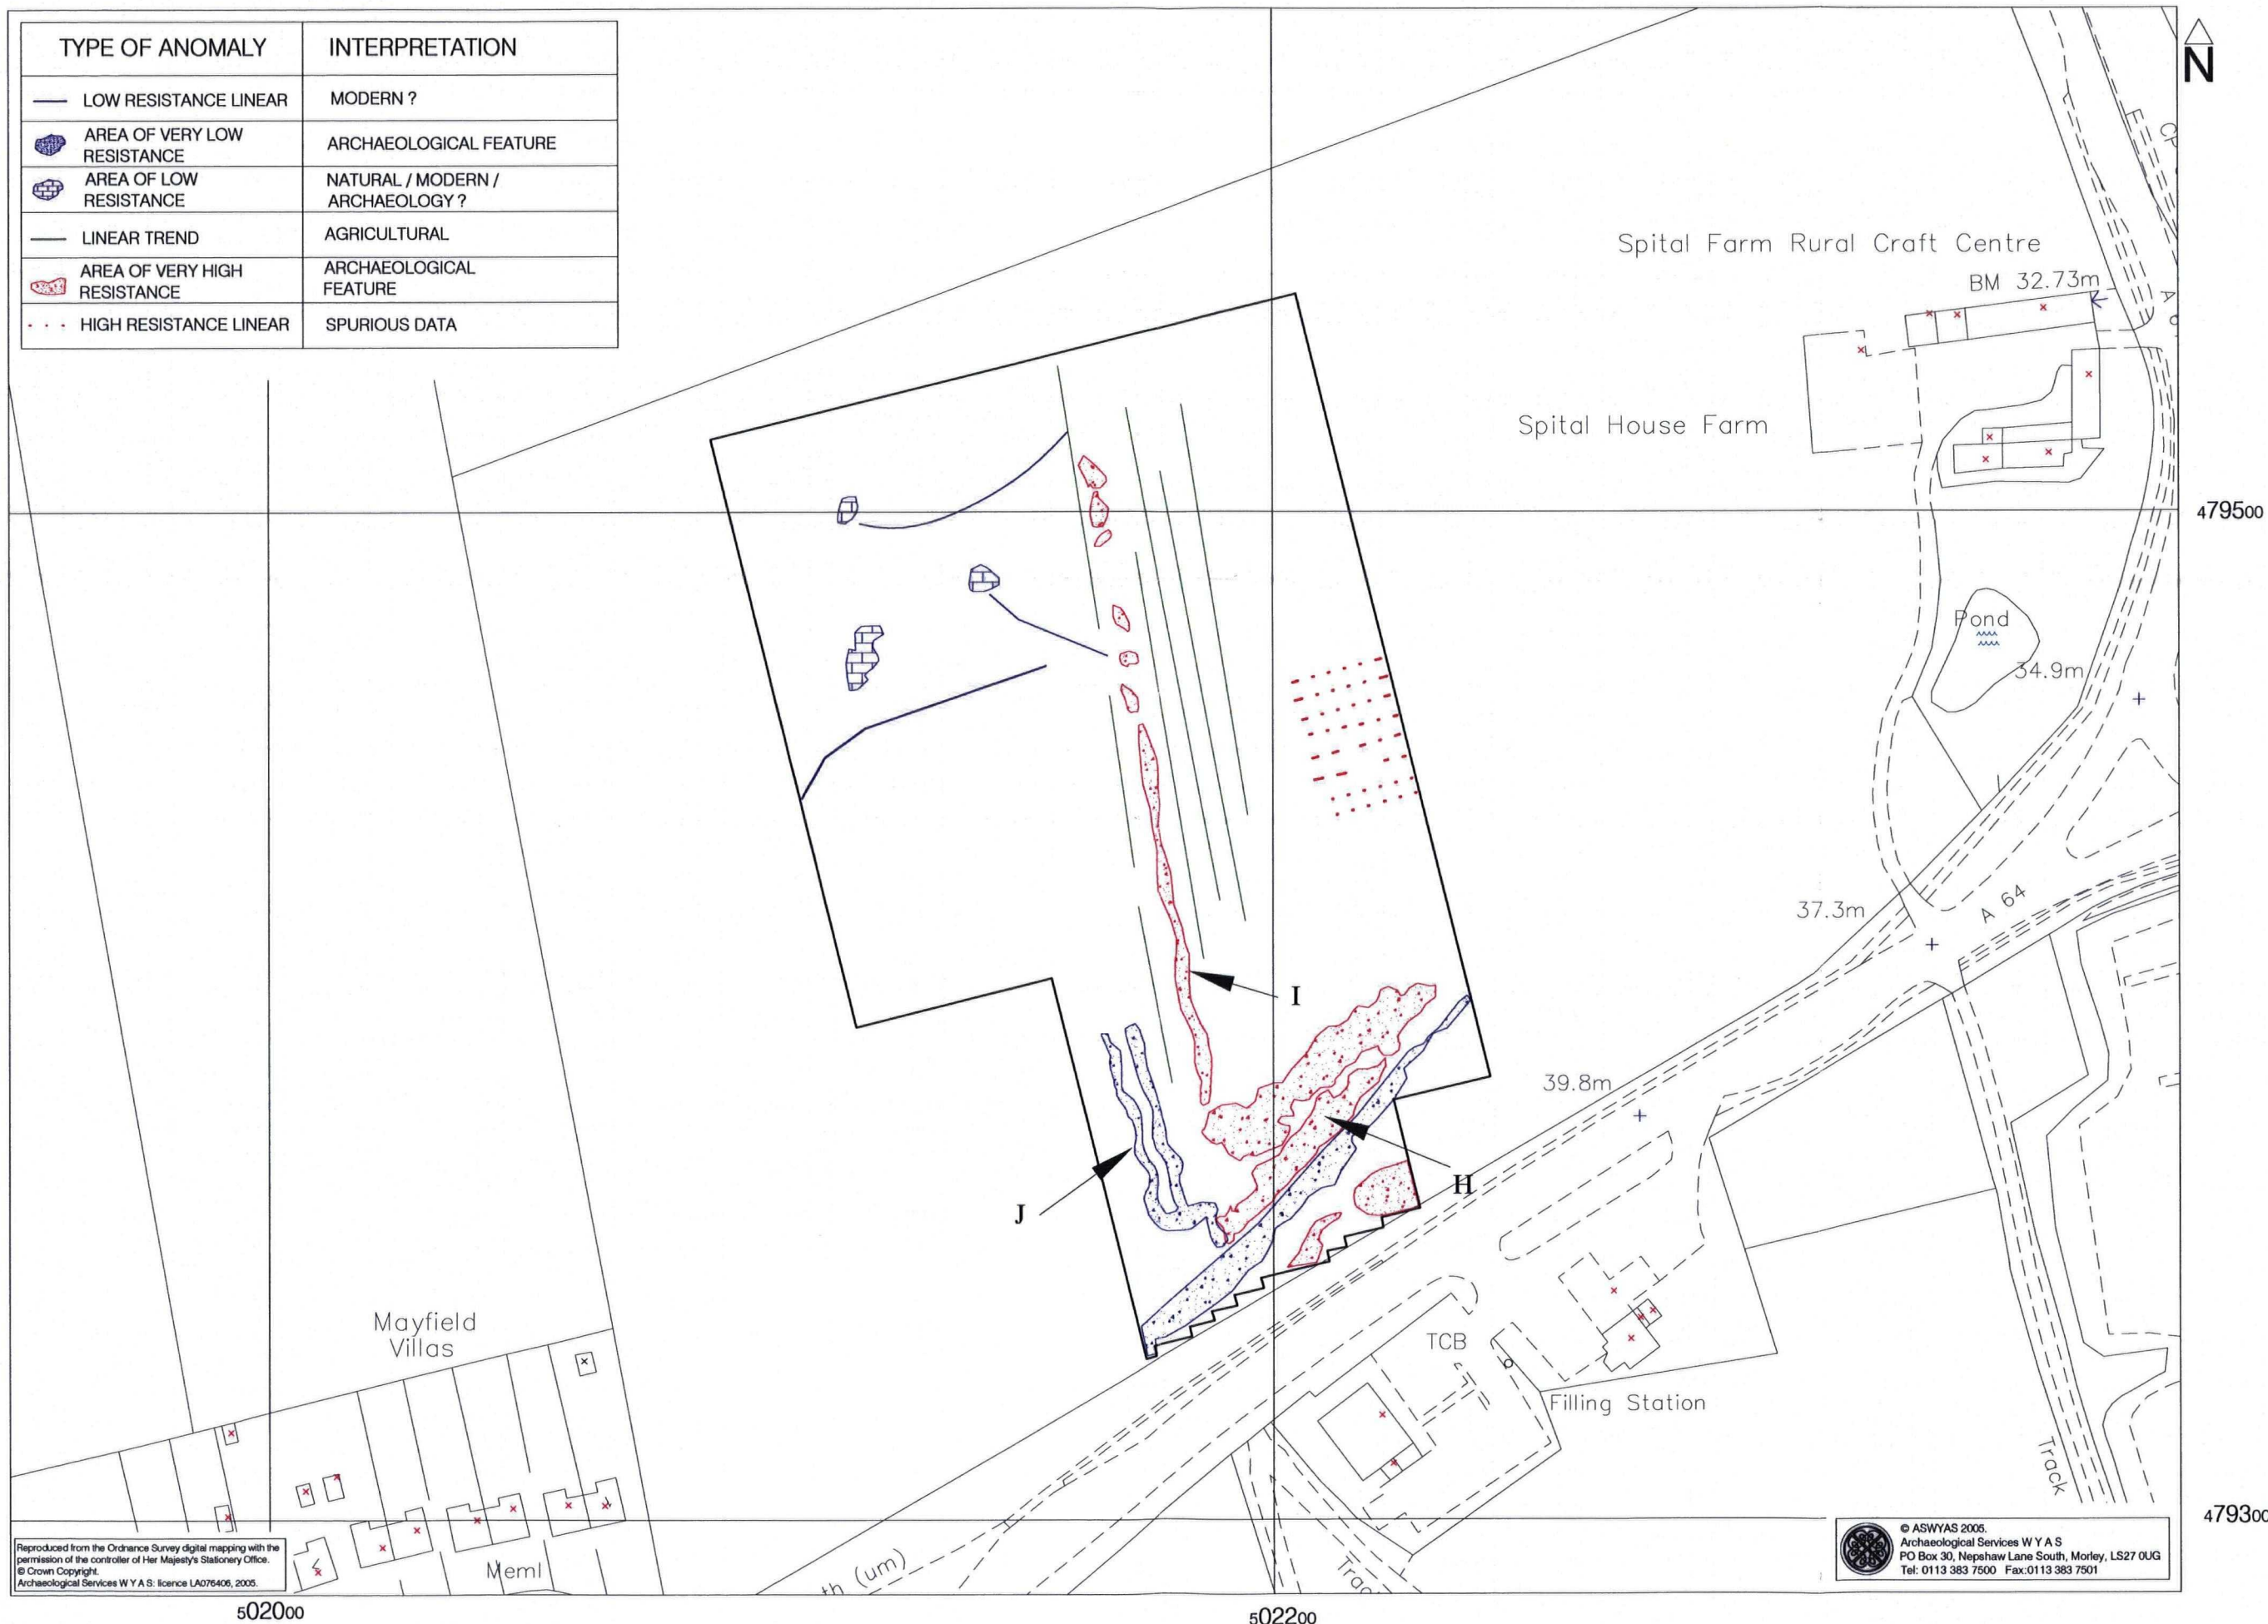 TYPE OF ANOMALY INTERPRETATION
LOW RESISTANCE LINEAR MODERN ?
AREA OF VERY LOW RESISTANCE ARCHAEOLOGICAL FEATURE
AREA OF LOW RESISTANCE NATURAL / MODERN / ARCHAEOLOGY ?
LINEAR TREND AGRICULTURAL
AREA OF VERY HIGH RESISTANCE ARCHAEOLOGICAL FEATURE
HIGH RESISTANCE LINEAR SPURIOUS DATA
N
CP
Spital Farm Rural Craft Centre
BM 32.73m
A 6
Spital House Farm
479500
Pond
34.9m
37.3m
A 64
I
39.8m
H
J
Mayfield
Villas
TCB
Filling Station
Track
479300
Meml
th (um)
Trac
Reproduced from the Ordnance Survey digital mapping with the
permission of the controller of Her Majesty's Stationery Office.
© Crown Copyright.
Archaeological Services W Y A S: licence LA076406, 2005.
© ASWYAS 2005.
Archaeological Services W Y A S
PO Box 30, Nepshaw Lane South, Morley, LS27 0UG
Tel: 0113 383 7500 Fax:0113 383 7501
502000
502200